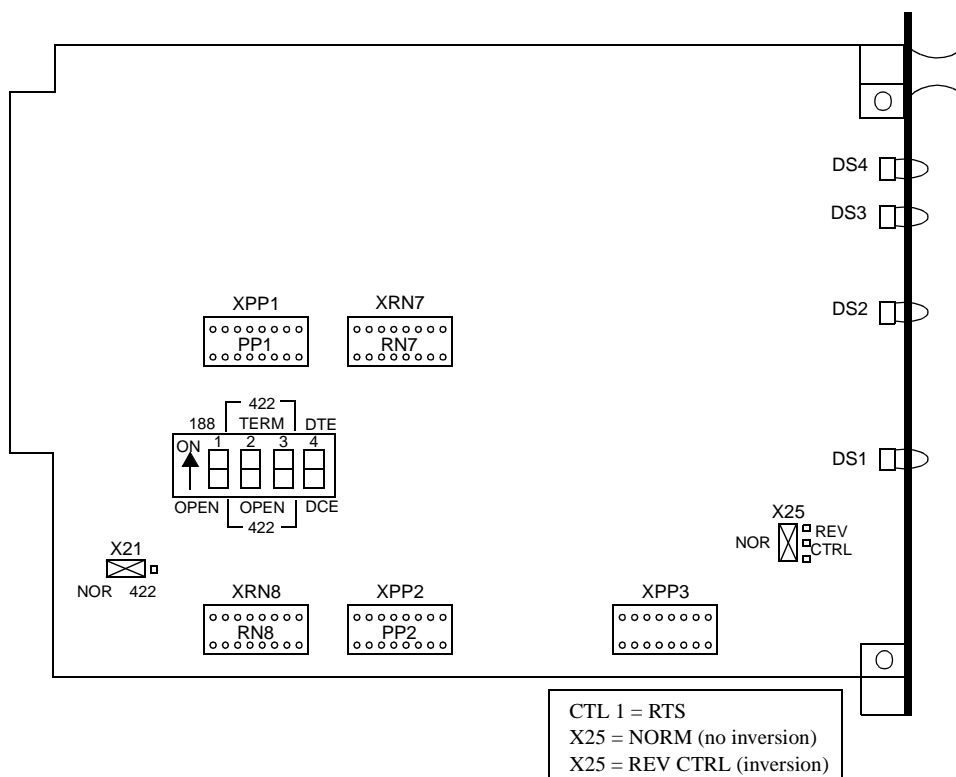 DS4
DS3
XPP1 XRN7
DS2
PP1 RN7
422
188 TERM DTE
ON 1 2 3 4
DS1
OPEN OPEN DCE
422
X25
REV
NOR CTRL
X21
NOR 422
XRN8 XPP2 XPP3
RN8 PP2
CTL 1 = RTS
X25 = NORM (no inversion)
X25 = REV CTRL (inversion)